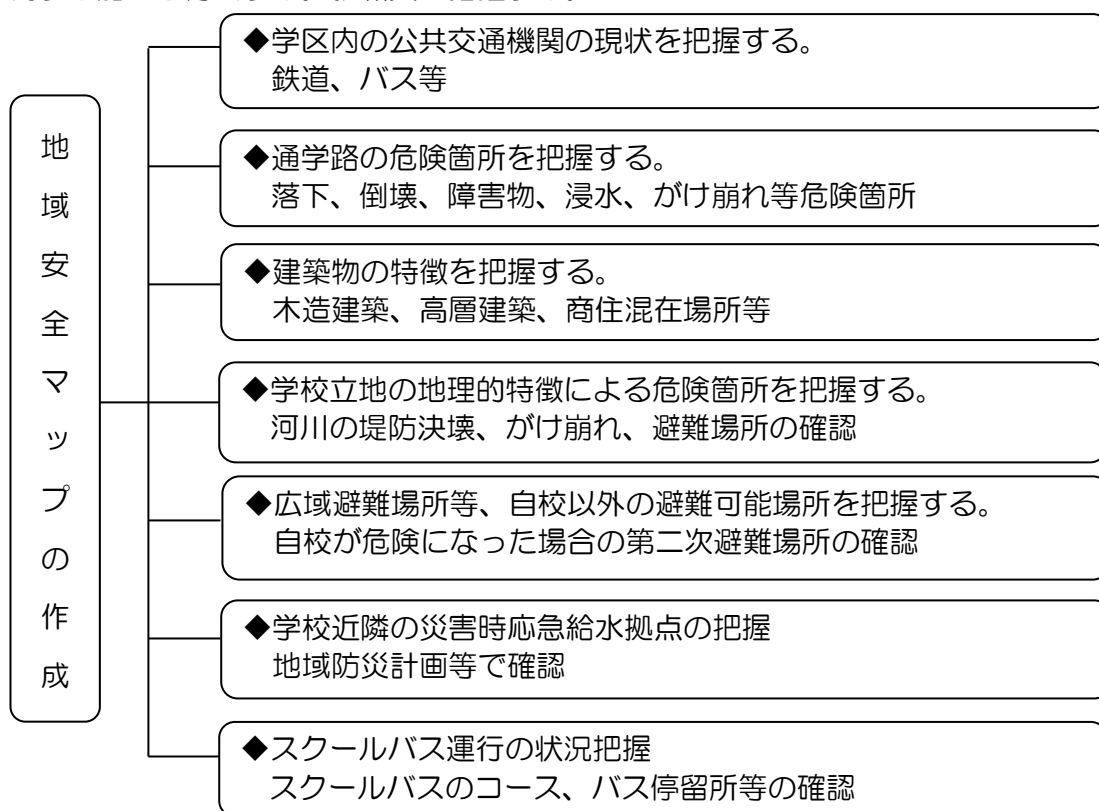 地域安全マップの作成
◆学区内の公共交通機関の現状を把握する。
鉄道、バス等
◆通学路の危険箇所を把握する。
落下、倒壊、障害物、浸水、がけ崩れ等危険箇所
◆建築物の特徴を把握する。
木造建築、高層建築、商住混在場所等
◆学校立地の地理的特徴による危険箇所を把握する。
河川の堤防決壊、がけ崩れ、避難場所の確認
◆広域避難場所等、自校以外の避難可能場所を把握する。
自校が危険になった場合の第二次避難場所の確認
◆学校近隣の災害時応急給水拠点の把握
地域防災計画等で確認
◆スクールバス運行の状況把握
スクールバスのコース、バス停留所等の確認